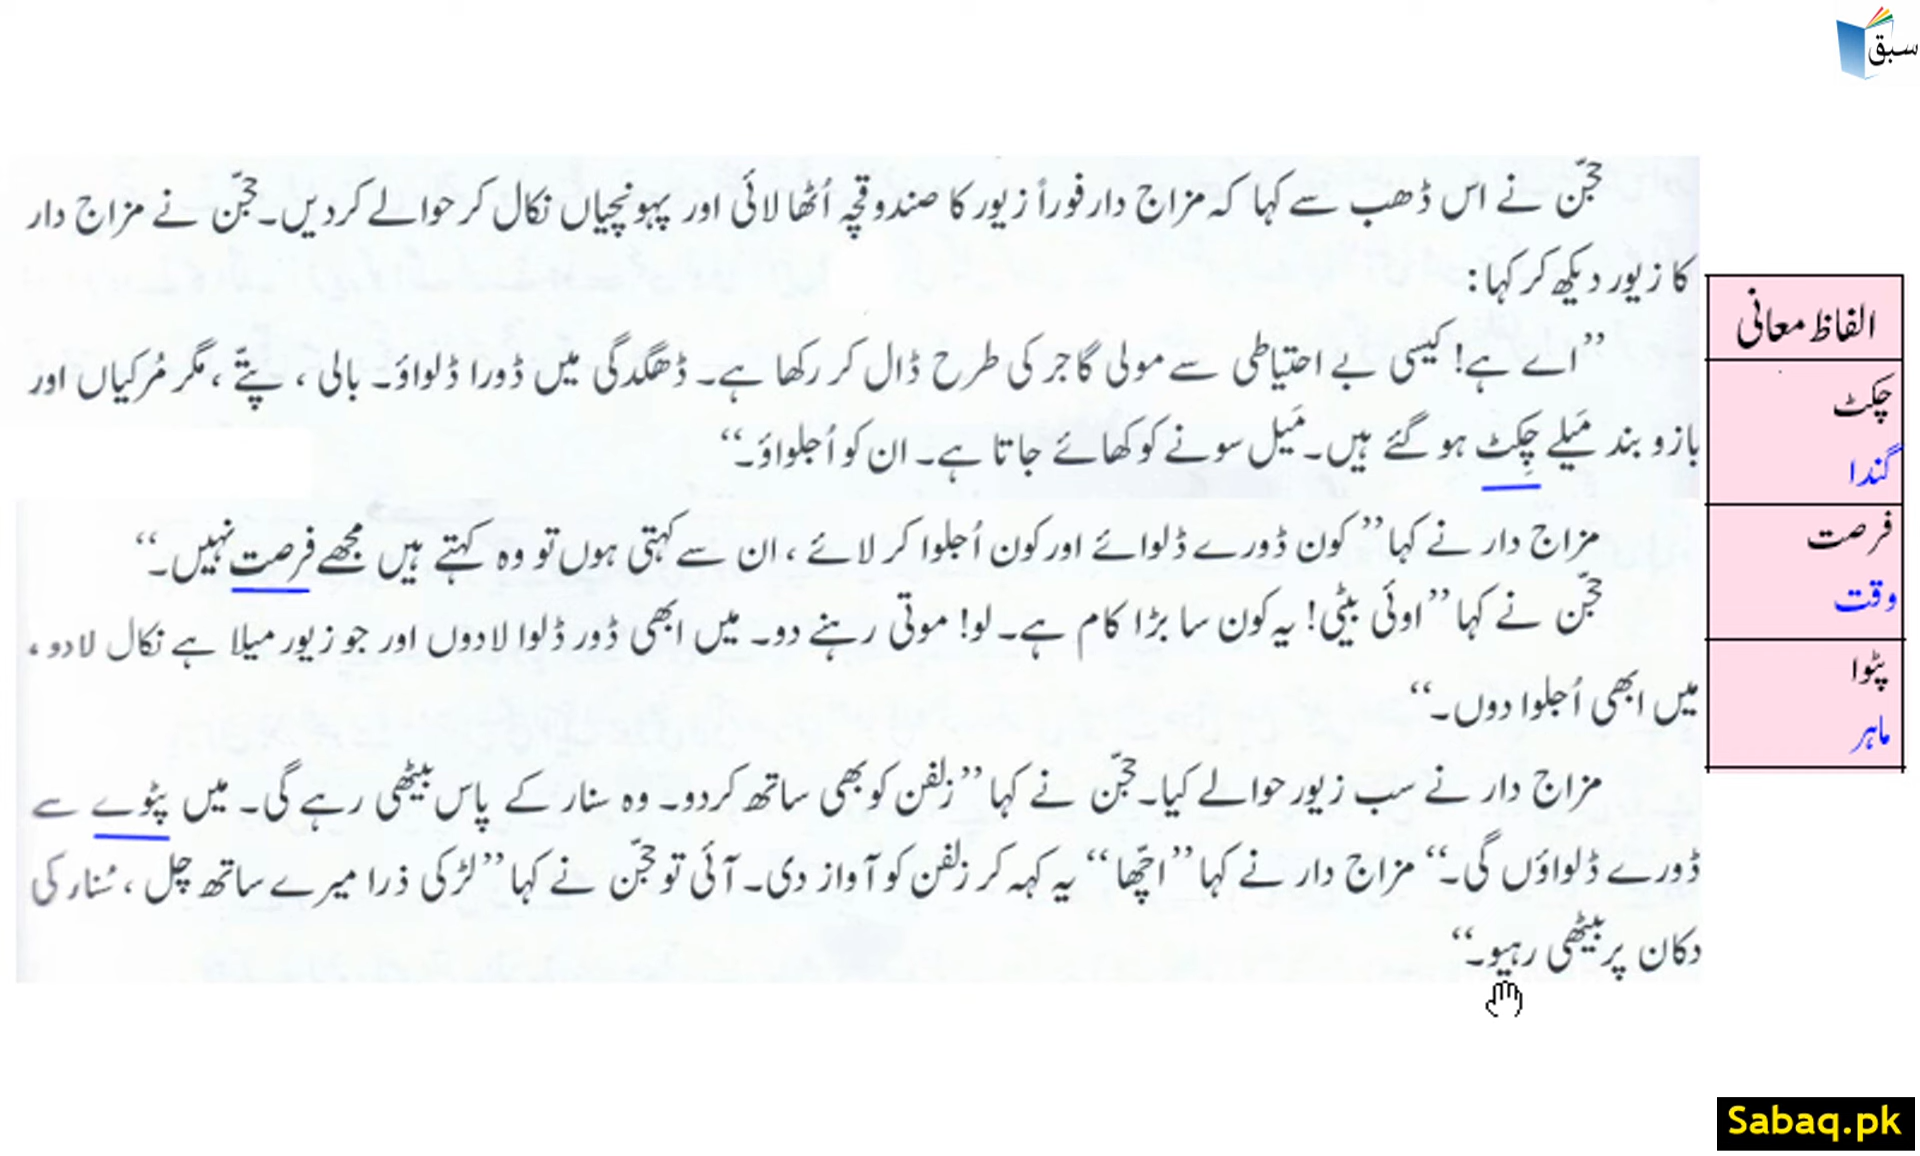 سبق
حجّن نے اس ڈھب سے کہا کہ مزاج دار فوراً زیور کا صندوقچہ اُٹھا لائی اور پہونچیاں نکال کر حوالے کردیں۔ حجّن نے مزاج دار
کا زیور دیکھ کر کہا:
’’اے ہے! کیسی بے احتیاطی سے مولی گاجر کی طرح ڈال کر رکھا ہے۔ ڈھگدگی میں ڈورا ڈلواؤ۔ بالی، پتّے، مگر مُرکیاں اور
بازو بند مَیلے چِکٹ ہو گئے ہیں۔ مَیل سونے کو کھائے جاتا ہے۔ ان کو اُجلواؤ۔‘‘
مزاج دار نے کہا ’’کون ڈورے ڈلوائے اور کون اُجلوا کر لائے، ان سے کہتی ہوں تو وہ کہتے ہیں مجھے فرصت نہیں۔‘‘
حجّن نے کہا ’’اوئی بیٹی! یہ کون سا بڑا کام ہے۔ لو! موتی رہنے دو۔ میں ابھی ڈور ڈلوا لادوں اور جو زیور میلا ہے نکال لا دو،
میں ابھی اُجلوا دوں۔‘‘
مزاج دار نے سب زیور حوالے کیا۔ حجّن نے کہا ’’زلفن کو بھی ساتھ کردو۔ وہ سنار کے پاس بیٹھی رہے گی۔ میں پٹوے سے
ڈورے ڈلواؤں گی۔‘‘ مزاج دار نے کہا ’’اچّھا‘‘ یہ کہہ کر زلفن کو آواز دی۔ آئی تو حجّن نے کہا ’’لڑکی ذرا میرے ساتھ چل، سُنار کی
دکان پر بیٹھی رہیو۔‘‘
الفاظ معانی
چکٹ
گندا
فرصت
وقت
پٹوا
ماہر
Sabaq.pk